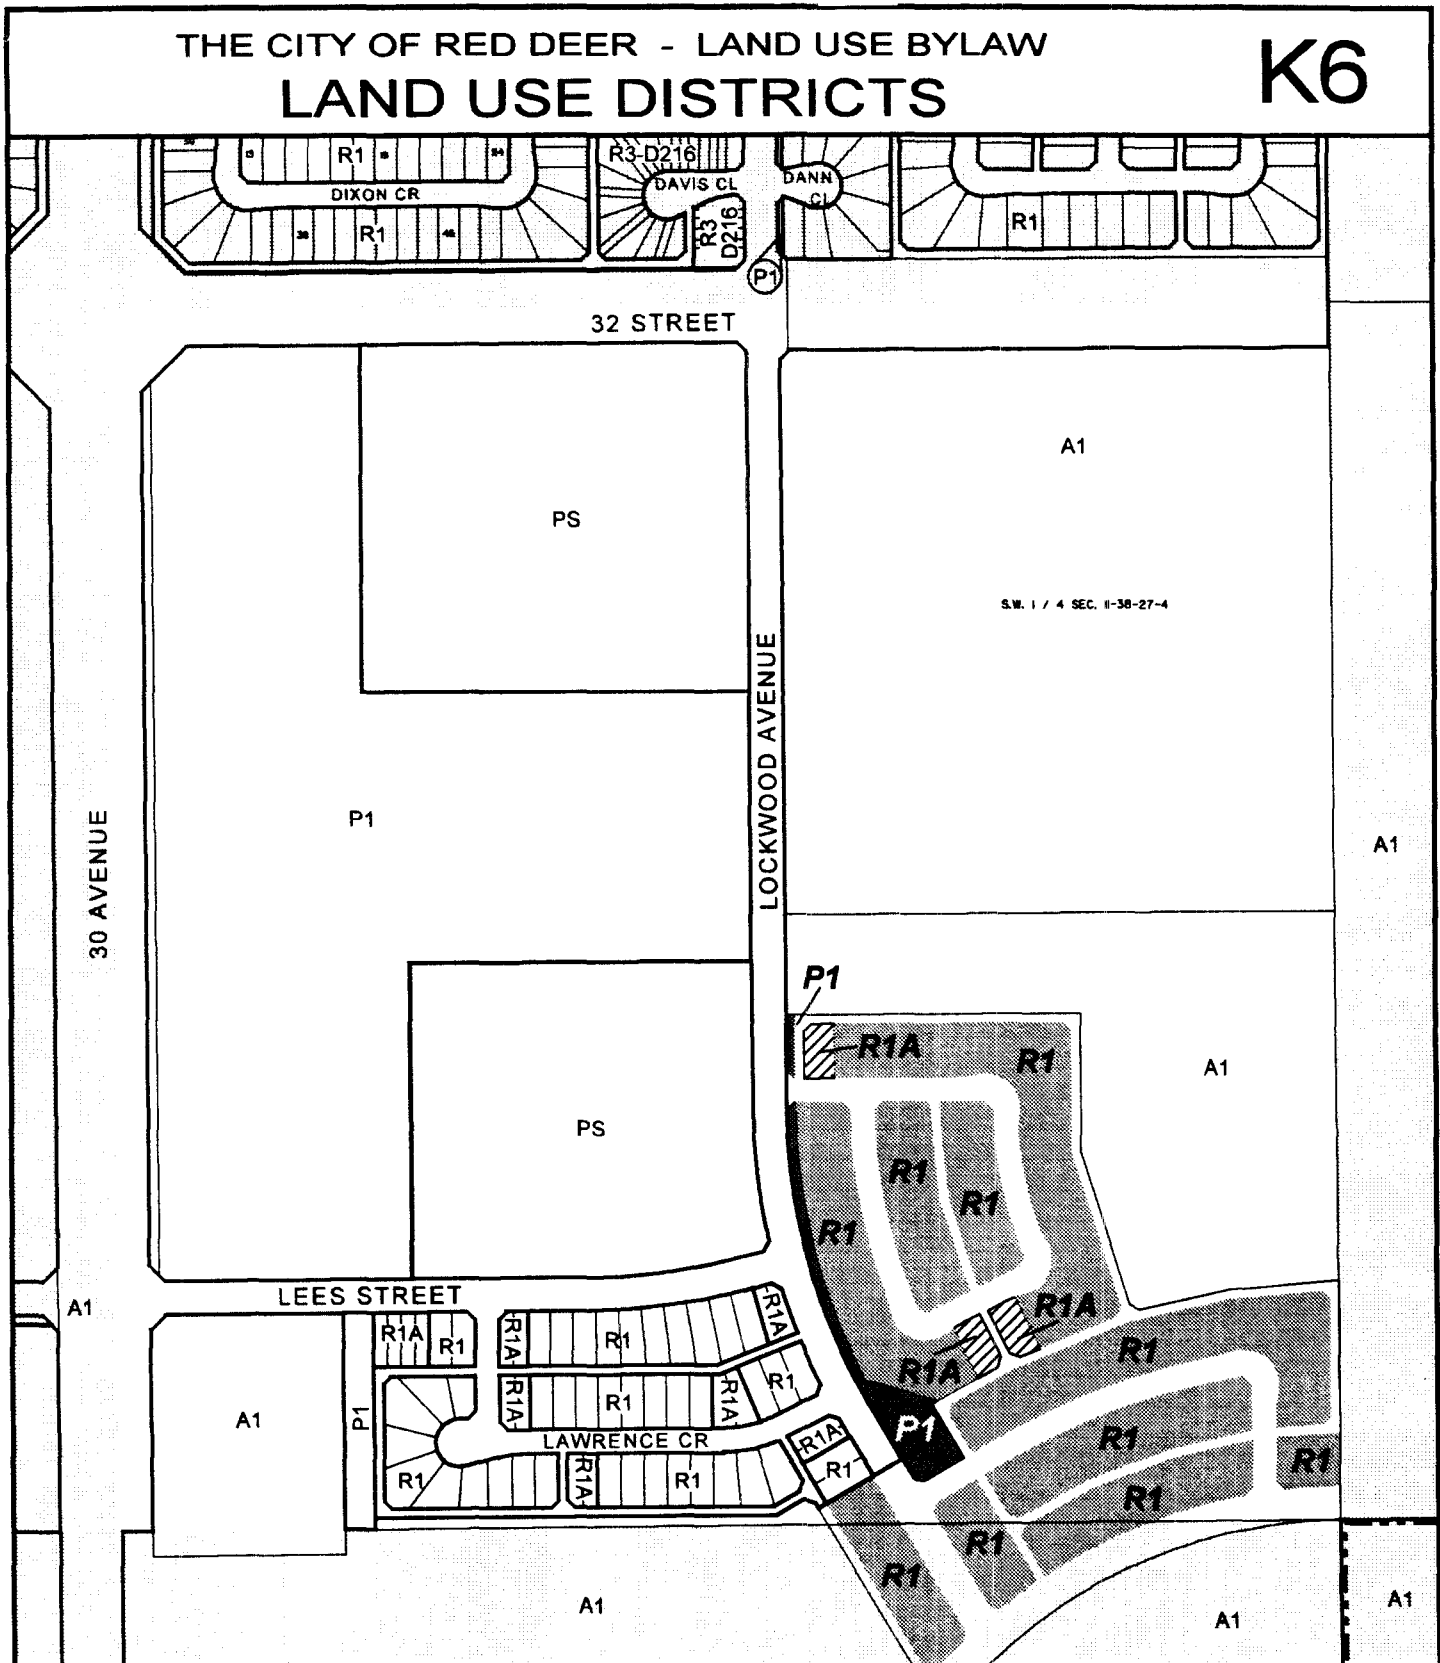 THE CITY OF RED DEER - LAND USE BYLAW
LAND USE DISTRICTS
K6
R1
DIXON CR
R1
R3-D216
DAVIS CL
R3
D216
DANN
P1
R1
32 STREET
PS
A1
S.W. 1 / 4 SEC. 11-38-27-4
LOCKWOOD AVENUE
P1
30 AVENUE
A1
P1
R1A
R1
A1
PS
R1
R1
R1
A1
LEES STREET
R1A
R1
R1A
R1
R1A
R1A
R1A
R1
R1A
R1
R1A
R1
A1
P1
R1
LAWRENCE CR
R1A
R1
R1A
R1
P1
R1
R1
R1
R1
R1
A1
A1
A1